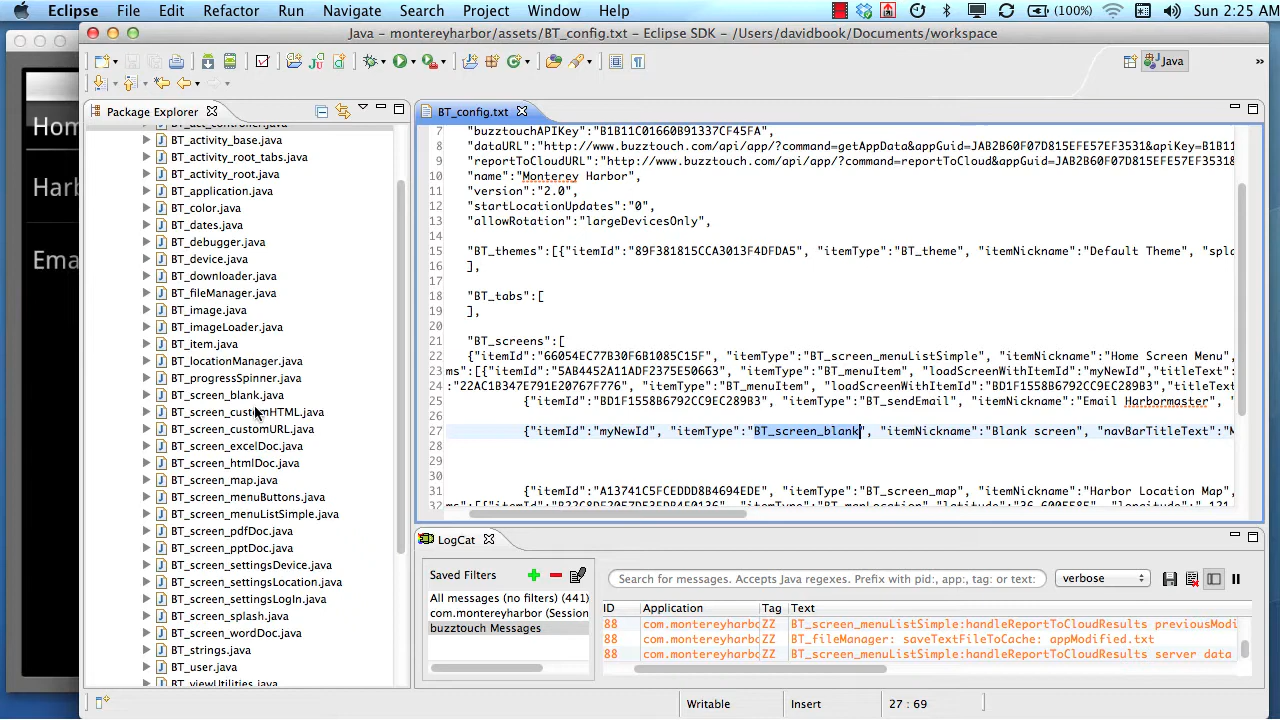 Eclipse File Edit Refactor Run Navigate Search Project Window Help (100%) Sun 2:25 AM
Java – montereyharbor/assets/BT_config.txt – Eclipse SDK – /Users/davidbook/Documents/workspace
Java »
Package Explorer
BT_config.txt
BT_act_controller.java
BT_activity_base.java
BT_activity_root_tabs.java
BT_activity_root.java
BT_application.java
BT_color.java
BT_dates.java
BT_debugger.java
BT_device.java
BT_downloader.java
BT_fileManager.java
BT_image.java
BT_imageLoader.java
BT_item.java
BT_locationManager.java
BT_progressSpinner.java
BT_screen_blank.java
BT_screen_customHTML.java
BT_screen_customURL.java
BT_screen_excelDoc.java
BT_screen_htmlDoc.java
BT_screen_map.java
BT_screen_menuButtons.java
BT_screen_menuListSimple.java
BT_screen_pdfDoc.java
BT_screen_pptDoc.java
BT_screen_settingsDevice.java
BT_screen_settingsLocation.java
BT_screen_settingsLogIn.java
BT_screen_splash.java
BT_screen_wordDoc.java
BT_strings.java
BT_user.java
BT_viewUtilities.java
Hom
Harb
Ema
7 "buzztouchAPIKey":"B1B11C01660B91337CF45FA",
8 "dataURL":"http://www.buzztouch.com/api/app/?command=getAppData&appGuid=JAB2B60F07D815EFE57EF3531&apiKey=B1B1
9 "reportToCloudURL":"http://www.buzztouch.com/api/app/?command=reportToCloud&appGuid=JAB2B60F07D815EFE57EF3531&
10 "name":"Monterey Harbor",
11 "version":"2.0",
12 "startLocationUpdates":"0",
13 "allowRotation":"largeDevicesOnly",
14
15 "BT_themes":[{"itemId":"89F381815CCA3013F4DFDA5", "itemType":"BT_theme", "itemNickname":"Default Theme", "spl
16 ],
17
18 "BT_tabs":[
19 ],
20
21 "BT_screens":[
22 {"itemId":"66054EC77B30F6B1085C15F", "itemType":"BT_screen_menuListSimple", "itemNickname":"Home Screen Menu",
23 ms":[{"itemId":"5AB4452A11ADF2375E50663", "itemType":"BT_menuItem", "loadScreenWithItemId":"myNewId","titleText"
24 :"22AC1B347E791E20767F776", "itemType":"BT_menuItem", "loadScreenWithItemId":"BD1F1558B6792CC9EC289B3","titleTex
25 {"itemId":"BD1F1558B6792CC9EC289B3", "itemType":"BT_sendEmail", "itemNickname":"Email Harbormaster",
26
27 {"itemId":"myNewId", "itemType":"BT_screen_blank", "itemNickname":"Blank screen", "navBarTitleText":"
28
29
30
31 {"itemId":"A13741C5FCEDDD8B4694EDE", "itemType":"BT_screen_map", "itemNickname":"Harbor Location Map",
32
LogCat
Saved Filters
All messages (no filters) (441)
com.montereyharbor (Session
buzztouch Messages
Search for messages. Accepts Java regexes. Prefix with pid:, app:, tag: or text: verbose
ID Application Tag Text
88 com.montereyharbo ZZ BT_screen_menuListSimple:handleReportToCloudResults previousModi
88 com.montereyharbo ZZ BT_fileManager: saveTextFileToCache: appModified.txt
88 com.montereyharbo ZZ BT_screen_menuListSimple:handleReportToCloudResults server data
Writable Insert 27 : 69